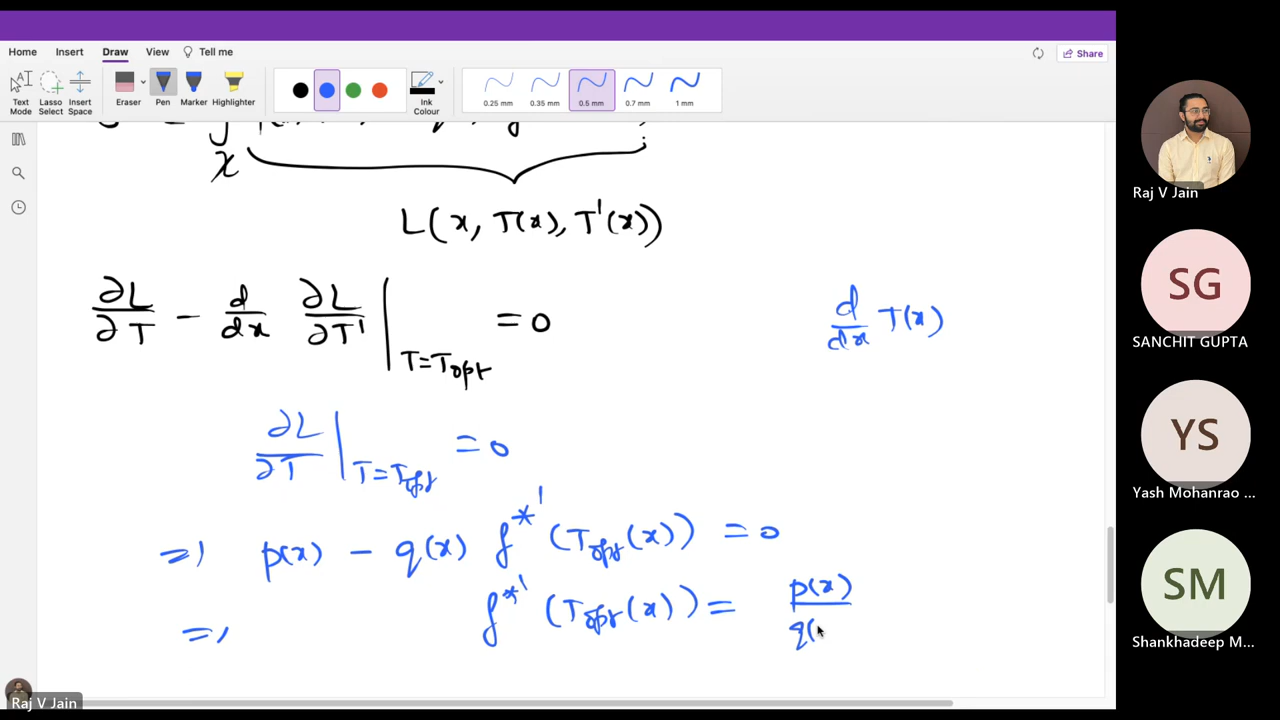 Home Insert Draw View Tell me Share
Text Mode Lasso Select Insert Space Eraser Pen Marker Highlighter Ink Colour 0.25 mm 0.35 mm 0.5 mm 0.7 mm 1 mm
x
L(x, T(x), T'(x))
∂L/∂T - d/dx ∂L/∂T' |T=Topt = 0
d/dx T(x)
∂L/∂T |T=Topt = 0
=> p(x) - q(x) f*'(Topt(x)) = 0
=> f*'(Topt(x)) = p(x)/q(
Raj V Jain
SG
SANCHIT GUPTA
YS
Yash Mohanrao ...
SM
Shankhadeep M...
Raj V Jain